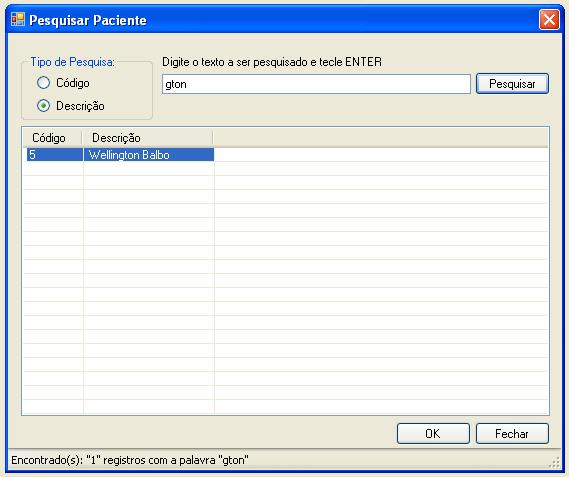 Pesquisar Paciente
Tipo de Pesquisa:
Digite o texto a ser pesquisado e tecle ENTER
Código
gton
Pesquisar
Descrição
Código Descrição
5 Wellington Balbo
OK Fechar
Encontrado(s): "1" registros com a palavra "gton"